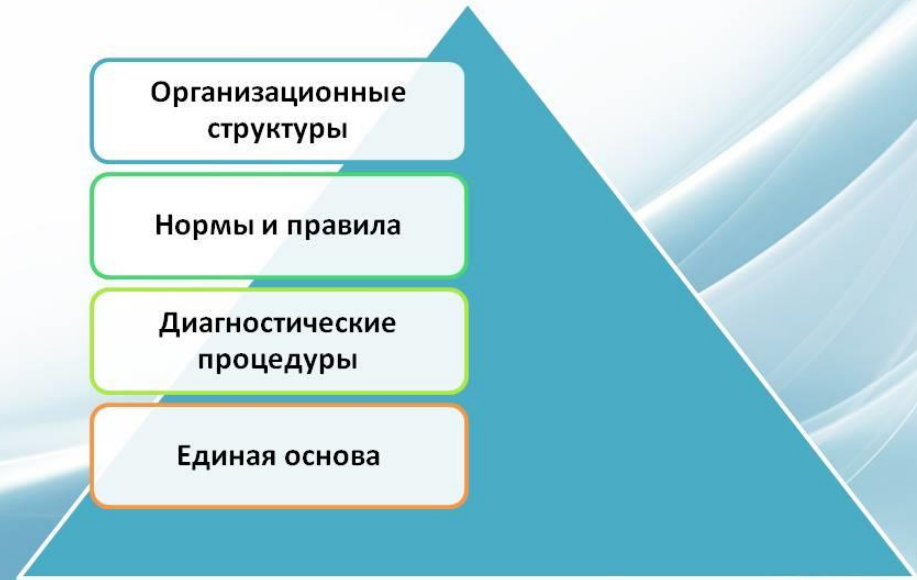 Организационные
структуры
Нормы и правила
Диагностические
процедуры
Единая основа